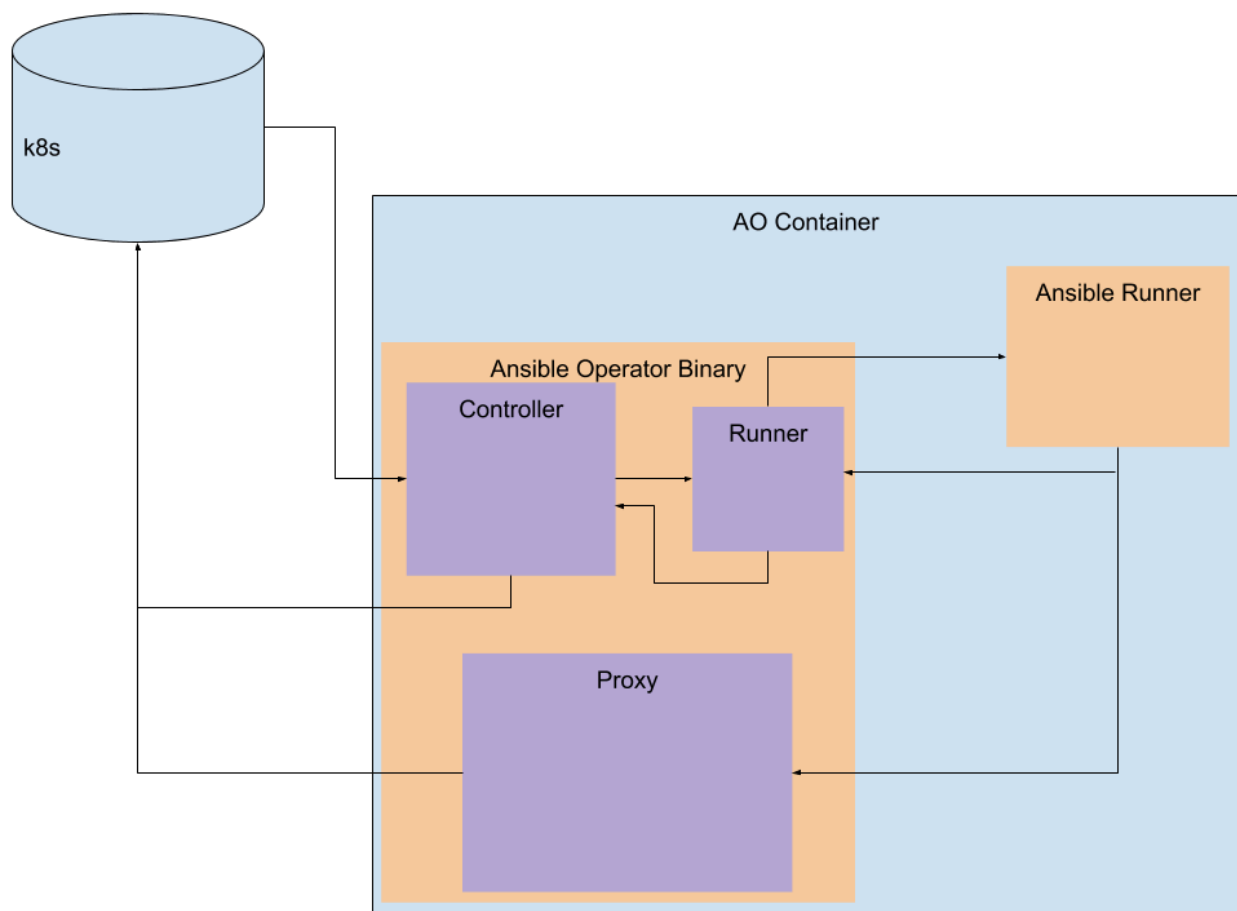 k8s
AO Container
Ansible Runner
Ansible Operator Binary
Controller
Runner
Proxy